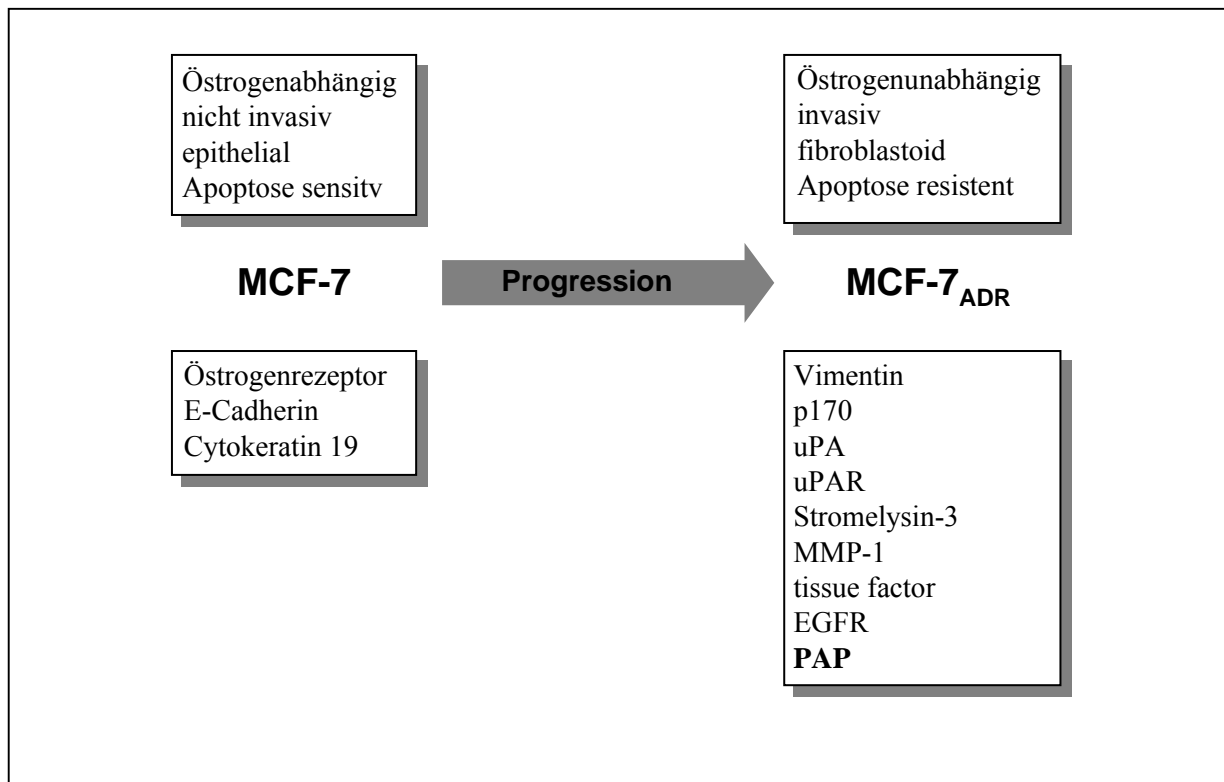 Östrogenabhängig
nicht invasiv
epithelial
Apoptose sensitv
Östrogenunabhängig
invasiv
fibroblastoid
Apoptose resistent
MCF-7
Progression
MCF-7ADR
Östrogenrezeptor
E-Cadherin
Cytokeratin 19
Vimentin
p170
uPA
uPAR
Stromelysin-3
MMP-1
tissue factor
EGFR
PAP